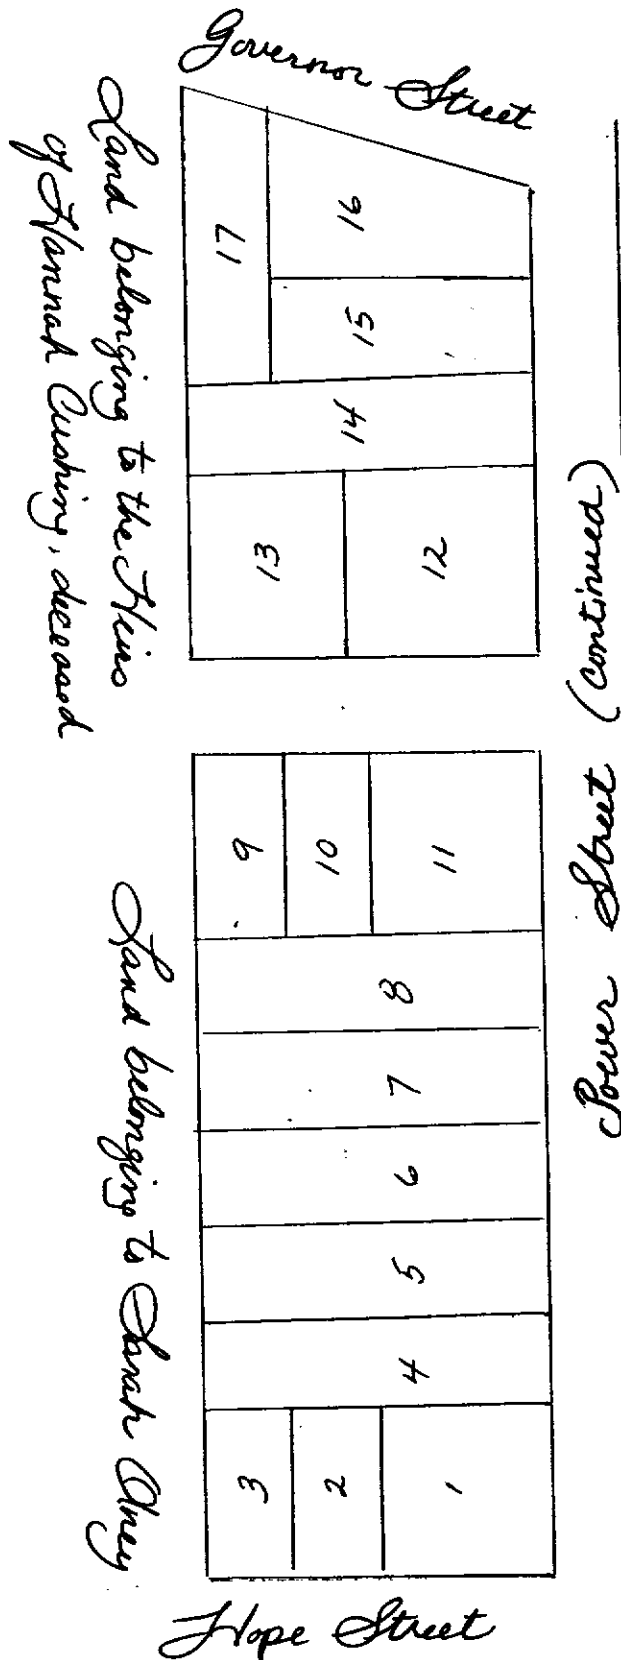 Governor Street
Land belonging to the Heirs
of Hannah Cushing, deceased
17
16
15
14
13
12
Power Street (continued)
9
10
11
8
7
6
5
4
3
2
1
Land belonging to Sarah Olney
Hope Street